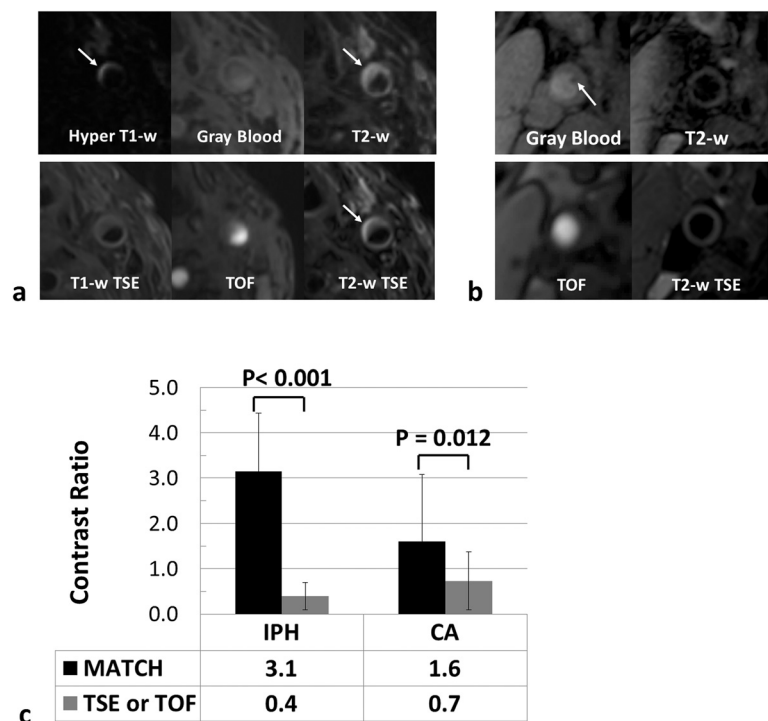 Hyper T1-w Gray Blood T2-w
T1-w TSE TOF T2-w TSE
a
Gray Blood T2-w
TOF T2-w TSE
b
P< 0.001
P = 0.012
5.0
4.0
3.0
2.0
1.0
0.0
Contrast Ratio
IPH CA
MATCH 3.1 1.6
TSE or TOF 0.4 0.7
c